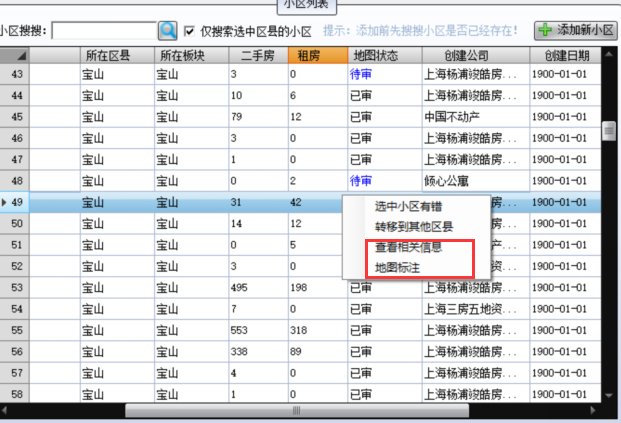 小区列表
小区搜搜: 仅搜索选中区县的小区 提示: 添加前先搜搜小区是否已经存在! 添加新小区
所在区县 所在板块 二手房 租房 地图状态 创建公司 创建日期
43 宝山 宝山 3 0 待审 上海杨浦竣皓房... 1900-01-01
44 宝山 宝山 10 6 已审 上海杨浦竣皓房... 1900-01-01
45 宝山 宝山 79 12 已审 中国不动产 1900-01-01
46 宝山 宝山 3 0 已审 上海杨浦竣皓房... 1900-01-01
47 宝山 宝山 1 0 已审 上海杨浦竣皓房... 1900-01-01
48 宝山 宝山 0 2 待审 倾心公寓 1900-01-01
49 宝山 宝山 31 42 房... 1900-01-01
选中小区有错
50 宝山 宝山 14 12 房... 1900-01-01
转移到其他区县
51 宝山 宝山 0 5 产... 1900-01-01
查看相关信息
52 宝山 宝山 3 0 资... 1900-01-01
地图标注
53 宝山 宝山 495 198 已审 上海杨浦竣皓房... 1900-01-01
54 宝山 宝山 7 0 已审 上海三房五地资... 1900-01-01
55 宝山 宝山 553 318 已审 上海杨浦竣皓房... 1900-01-01
56 宝山 宝山 338 89 已审 上海杨浦竣皓房... 1900-01-01
57 宝山 宝山 4 0 已审 上海杨浦竣皓房... 1900-01-01
58 宝山 宝山 1 0 已审 上海杨浦竣皓房... 1900-01-01